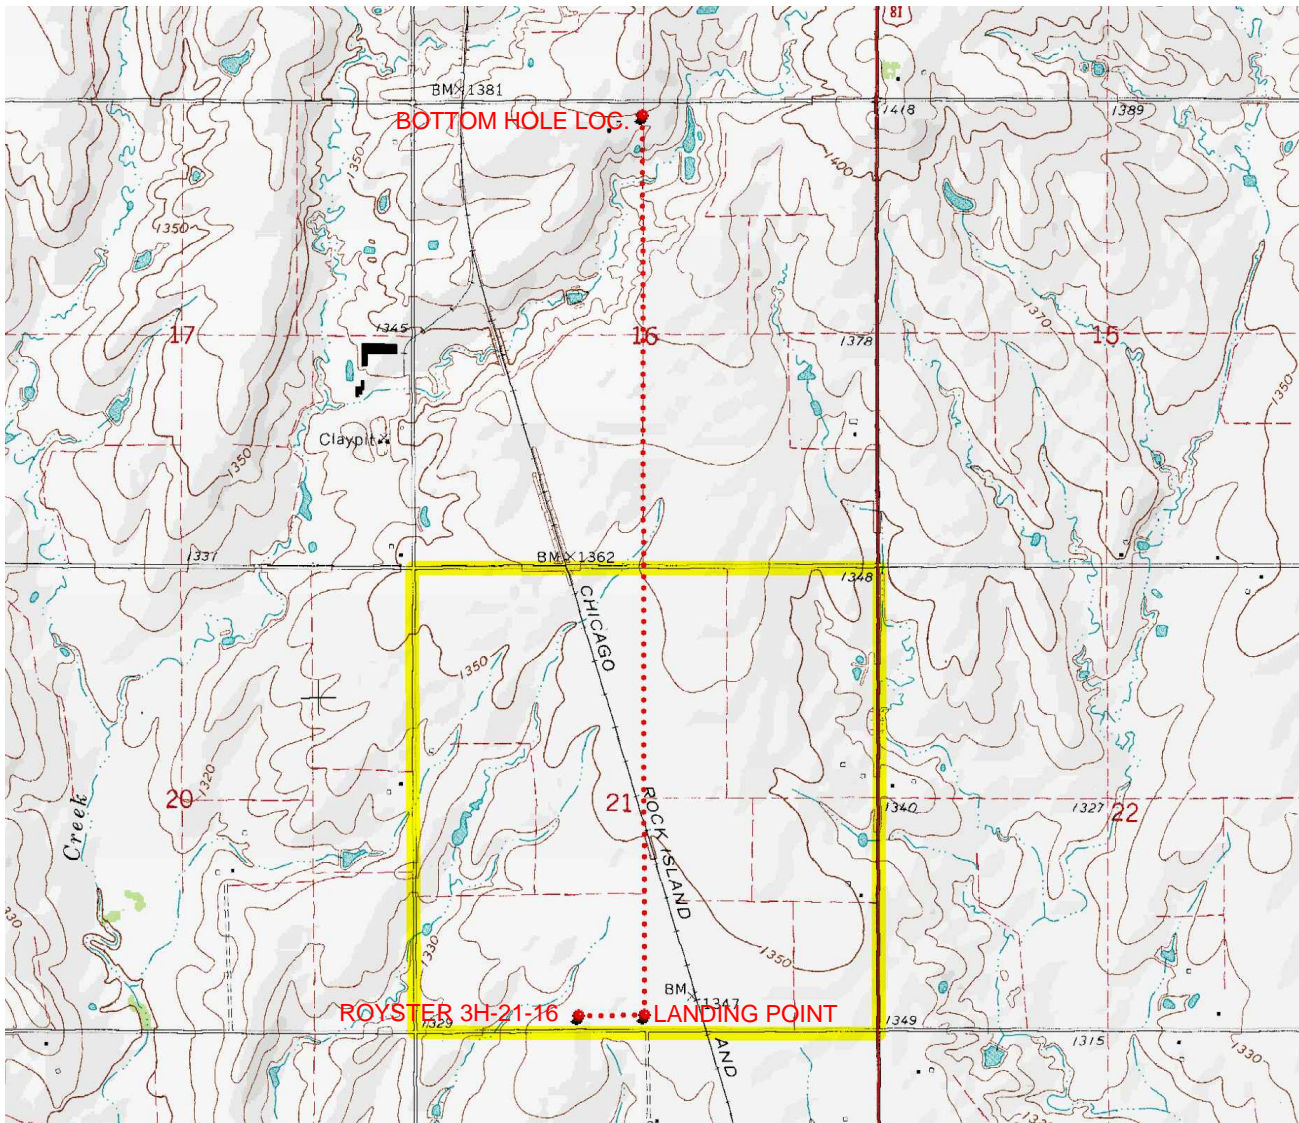 81
BM×1381
BOTTOM HOLE LOC.
1418
1389
1350
1400
1350
1370
17
1345
16
1378
15
1350
Claypit
1350
1337
BM×1362
1348
CHICAGO
1350
1320
20
21
ROCK ISLAND
1340
1327
22
Creek
1330
1330
1350
BM×1347
ROYSTER 3H-21-16
LANDING POINT
1329
1349
AND
1315
1330